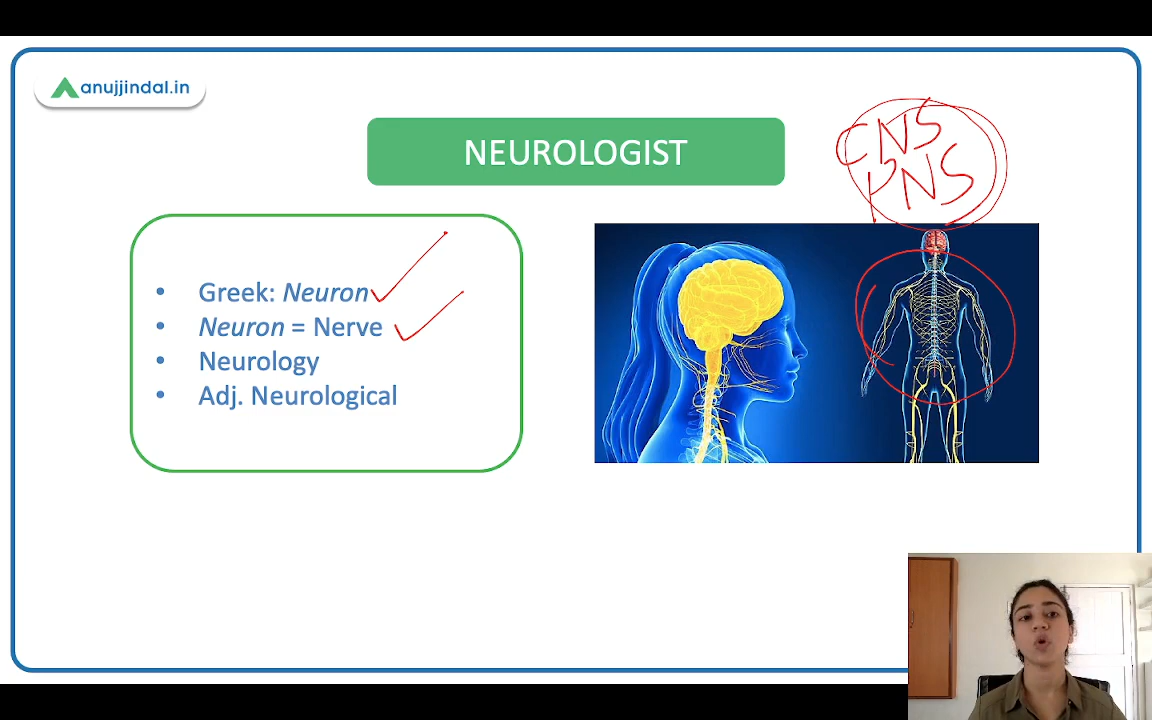 anujjindal.in
NEUROLOGIST
CNS
PNS
• Greek: Neuron
• Neuron = Nerve
• Neurology
• Adj. Neurological